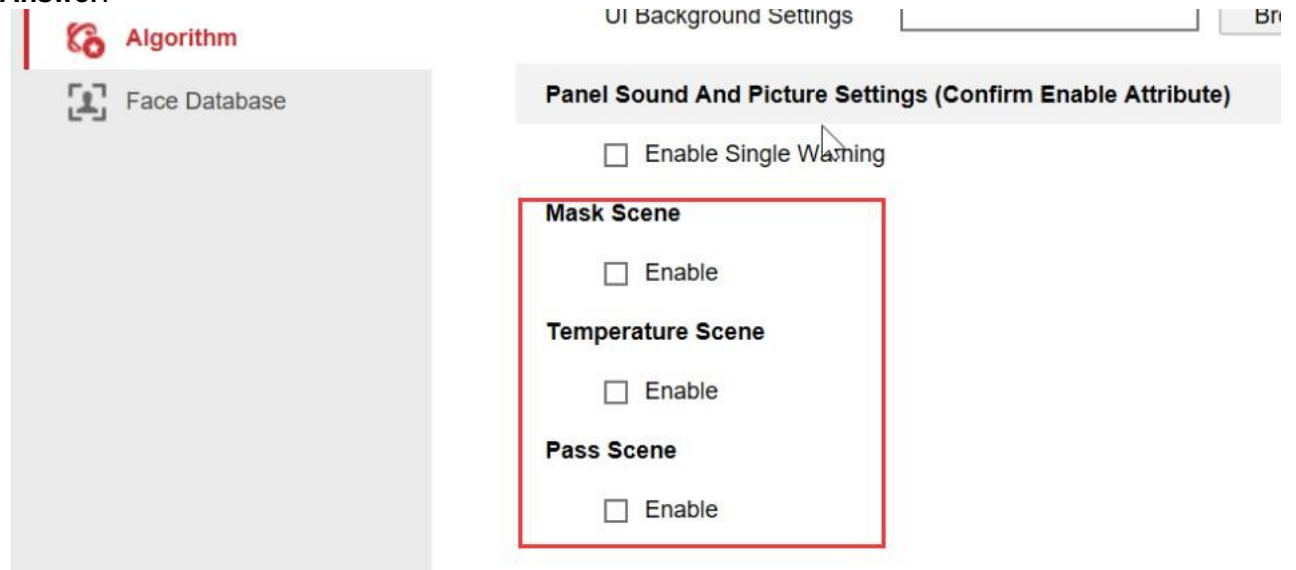 Answer:
UI Background Settings
Algorithm
Face Database
Panel Sound And Picture Settings (Confirm Enable Attribute)
Enable Single Warning
Mask Scene
Enable
Temperature Scene
Enable
Pass Scene
Enable